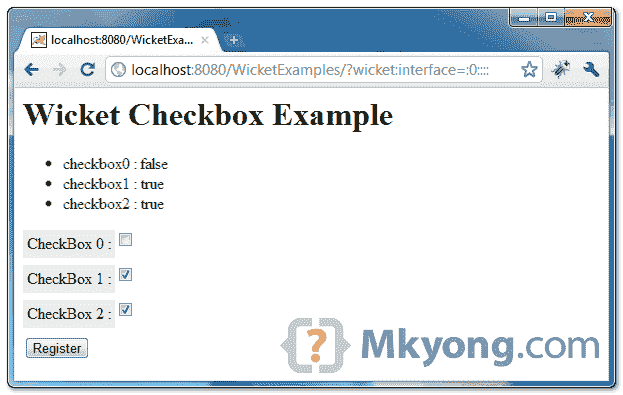 localhost:8080/WicketExa...
localhost:8080/WicketExamples/?wicket:interface=:0::::
Wicket Checkbox Example
• checkbox0 : false
• checkbox1 : true
• checkbox2 : true
CheckBox 0 :
CheckBox 1 :
CheckBox 2 :
Register
{?} Mkyong.com